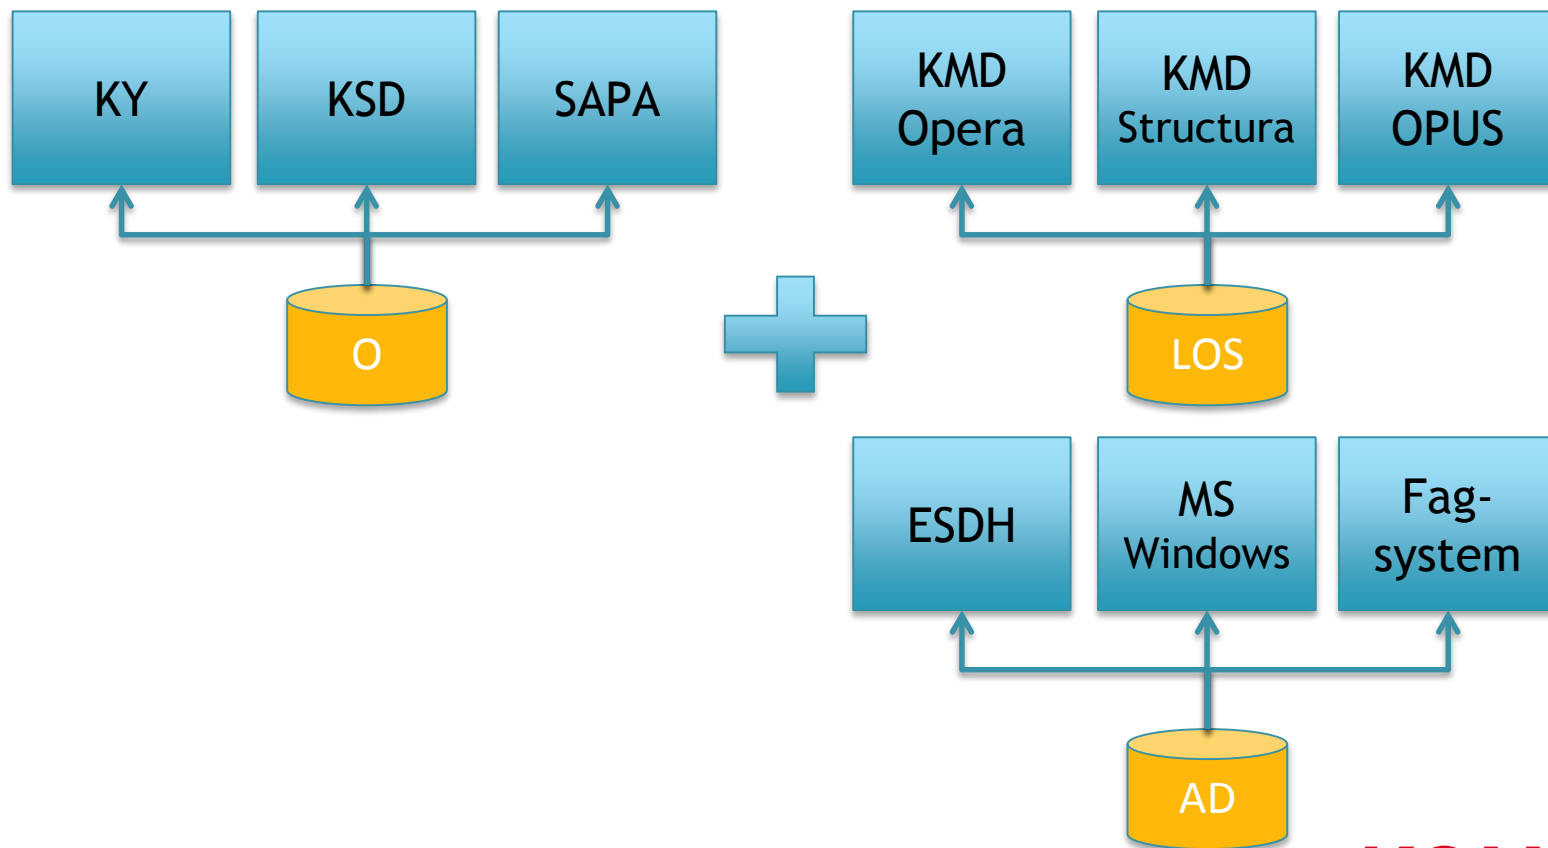 KY
KSD
SAPA
KMD
Opera
KMD
Structura
KMD
OPUS
O
LOS
ESDH
MS
Windows
Fag-
system
AD